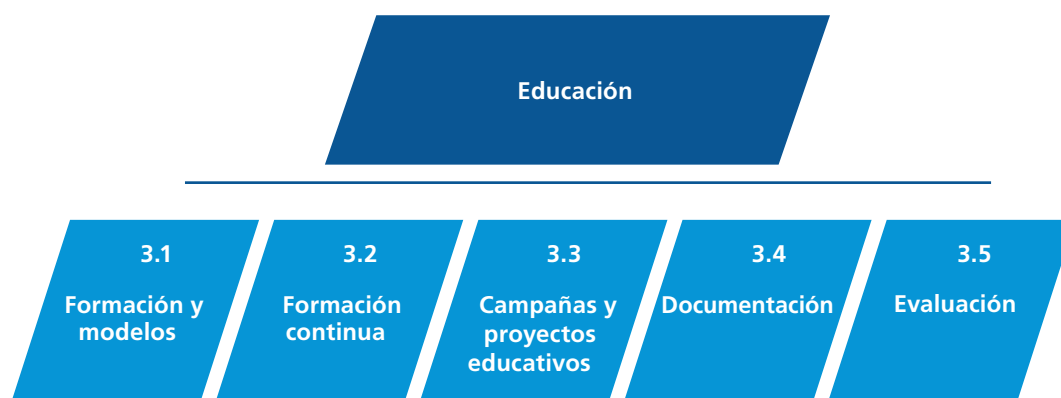 Educación
3.1
Formación y
modelos
3.2
Formación
continua
3.3
Campañas y
proyectos
educativos
3.4
Documentación
3.5
Evaluación